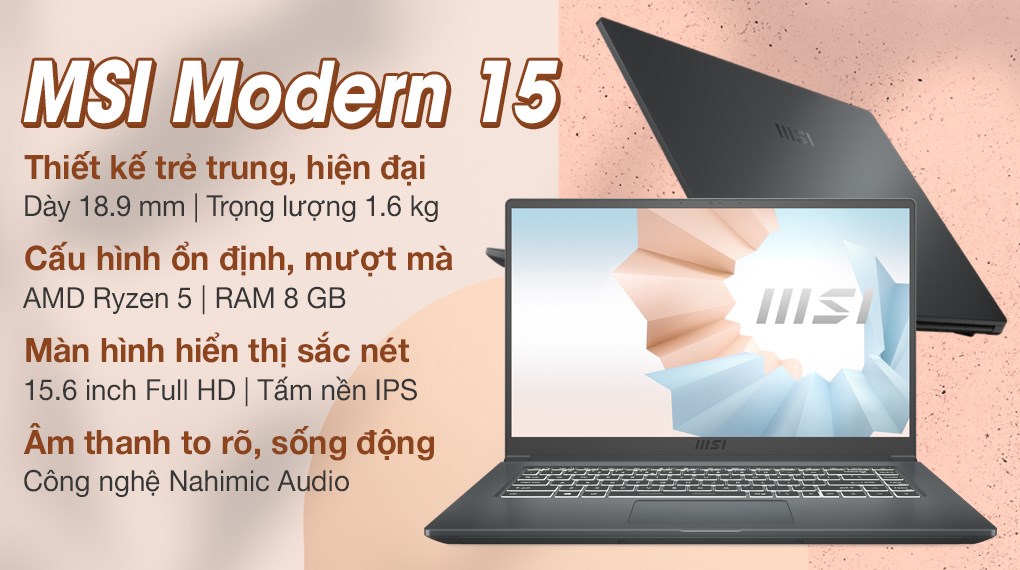 MSI Modern 15
Thiết kế trẻ trung, hiện đại
Dày 18.9 mm | Trọng lượng 1.6 kg
Cấu hình ổn định, mượt mà
AMD Ryzen 5 | RAM 8 GB
Màn hình hiển thị sắc nét
15.6 inch Full HD | Tấm nền IPS
Âm thanh to rõ, sống động
Công nghệ Nahimic Audio
msi
msi
msi